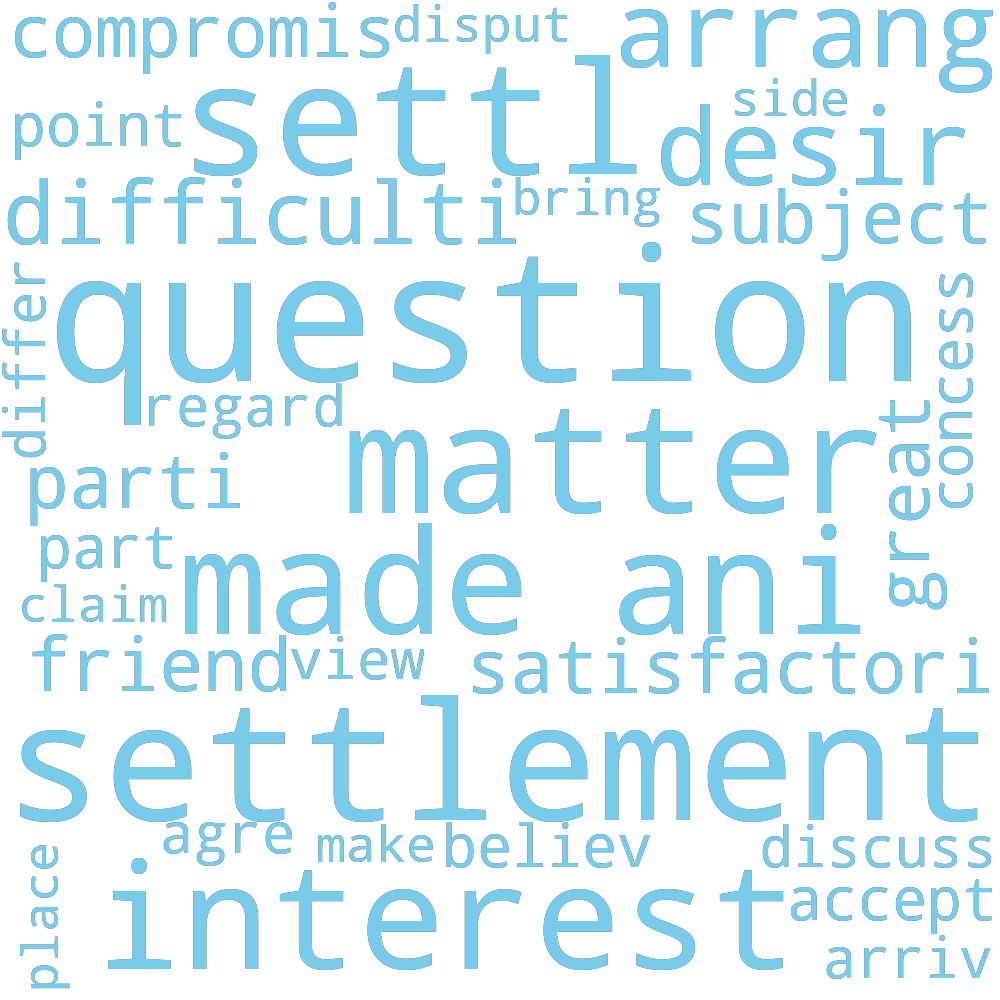 compromis
disput
arrang
settl
side
point
desir
difficulti
bring
subject
question
differ
concess
regard
matter
great
parti
part
made ani
claim
friend
view
satisfactori
settlement
agre
make
believ
discuss
place
interest
accept
arriv